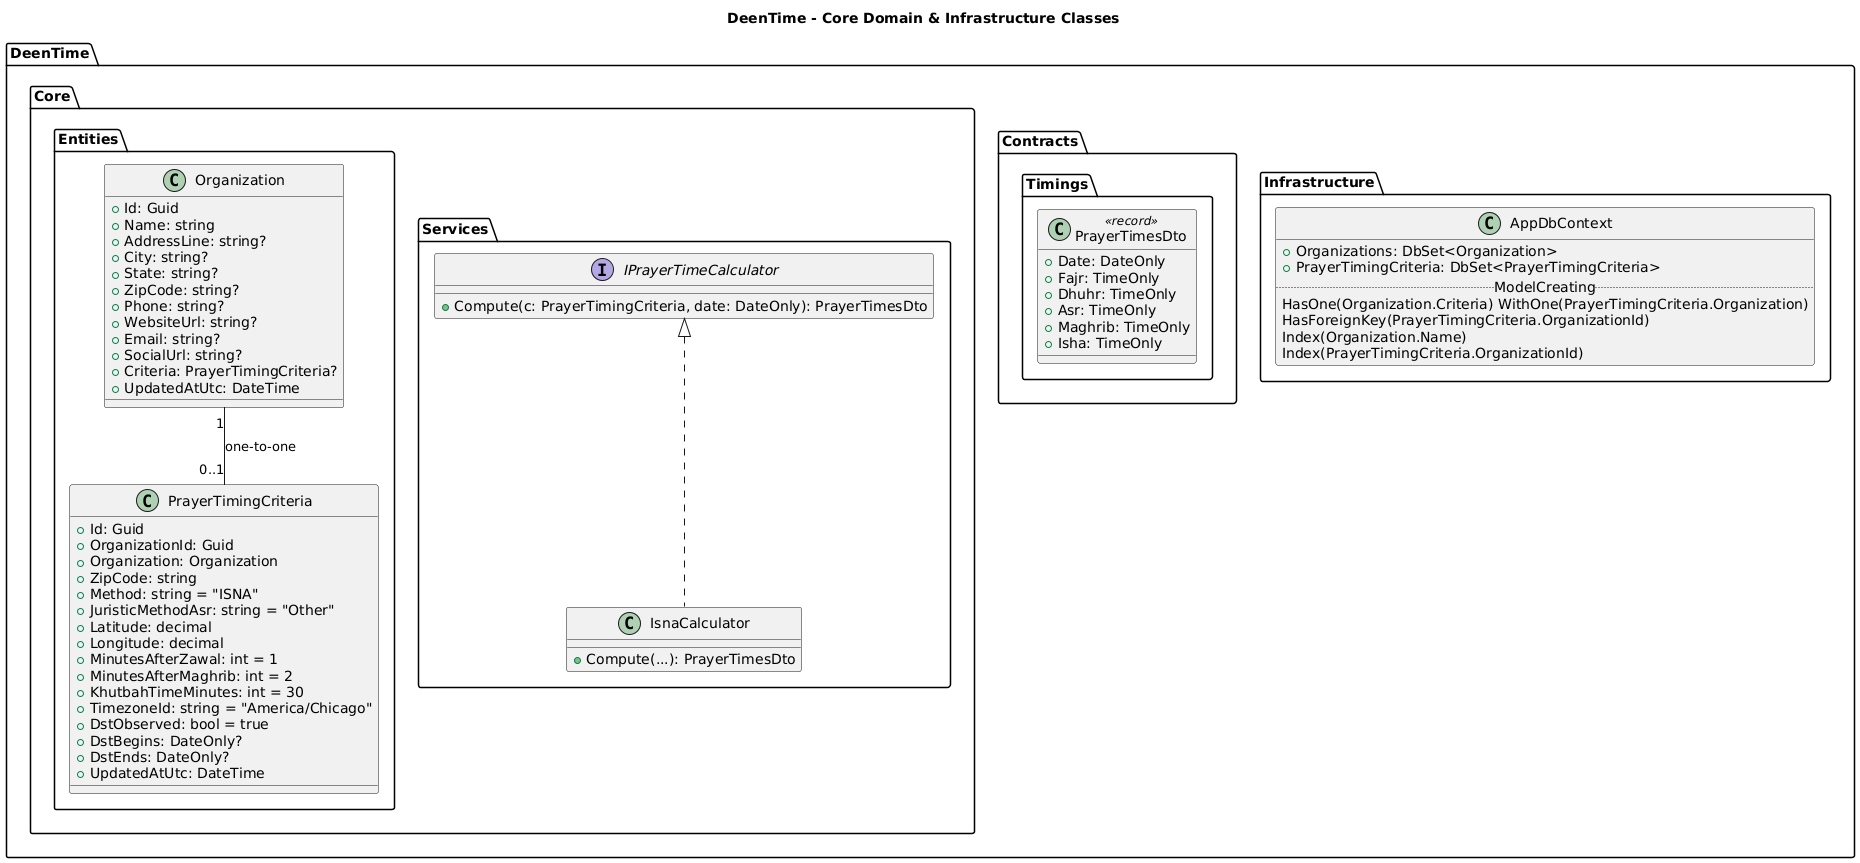 DeenTime - Core Domain & Infrastructure Classes
DeenTime
Core
Entities
C Organization
Id: Guid
Name: string
AddressLine: string?
City: string?
State: string?
ZipCode: string?
Phone: string?
WebsiteUrl: string?
Email: string?
SocialUrl: string?
Criteria: PrayerTimingCriteria?
UpdatedAtUtc: DateTime
1
one-to-one
0..1
C PrayerTimingCriteria
Id: Guid
OrganizationId: Guid
Organization: Organization
ZipCode: string
Method: string = "ISNA"
JuristicMethodAsr: string = "Other"
Latitude: decimal
Longitude: decimal
MinutesAfterZawal: int = 1
MinutesAfterMaghrib: int = 2
KhutbahTimeMinutes: int = 30
TimezoneId: string = "America/Chicago"
DstObserved: bool = true
DstBegins: DateOnly?
DstEnds: DateOnly?
UpdatedAtUtc: DateTime
Services
I IPrayerTimeCalculator
Compute(c: PrayerTimingCriteria, date: DateOnly): PrayerTimesDto
C IsnaCalculator
Compute(...): PrayerTimesDto
Contracts
Timings
«record»
C PrayerTimesDto
Date: DateOnly
Fajr: TimeOnly
Dhuhr: TimeOnly
Asr: TimeOnly
Maghrib: TimeOnly
Isha: TimeOnly
Infrastructure
C AppDbContext
Organizations: DbSet<Organization>
PrayerTimingCriteria: DbSet<PrayerTimingCriteria>
ModelCreating
HasOne(Organization.Criteria) WithOne(PrayerTimingCriteria.Organization)
HasForeignKey(PrayerTimingCriteria.OrganizationId)
Index(Organization.Name)
Index(PrayerTimingCriteria.OrganizationId)